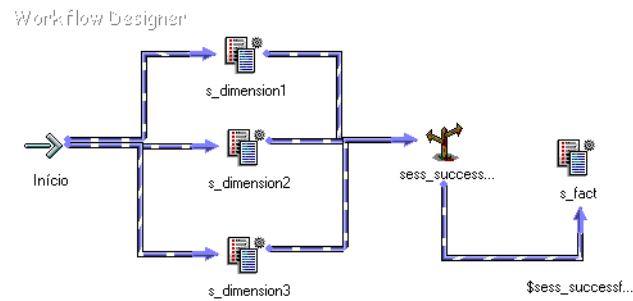 Workflow Designer
s_dimension1
Início
s_dimension2
sess_success...
s_fact
s_dimension3
$sess_successf...